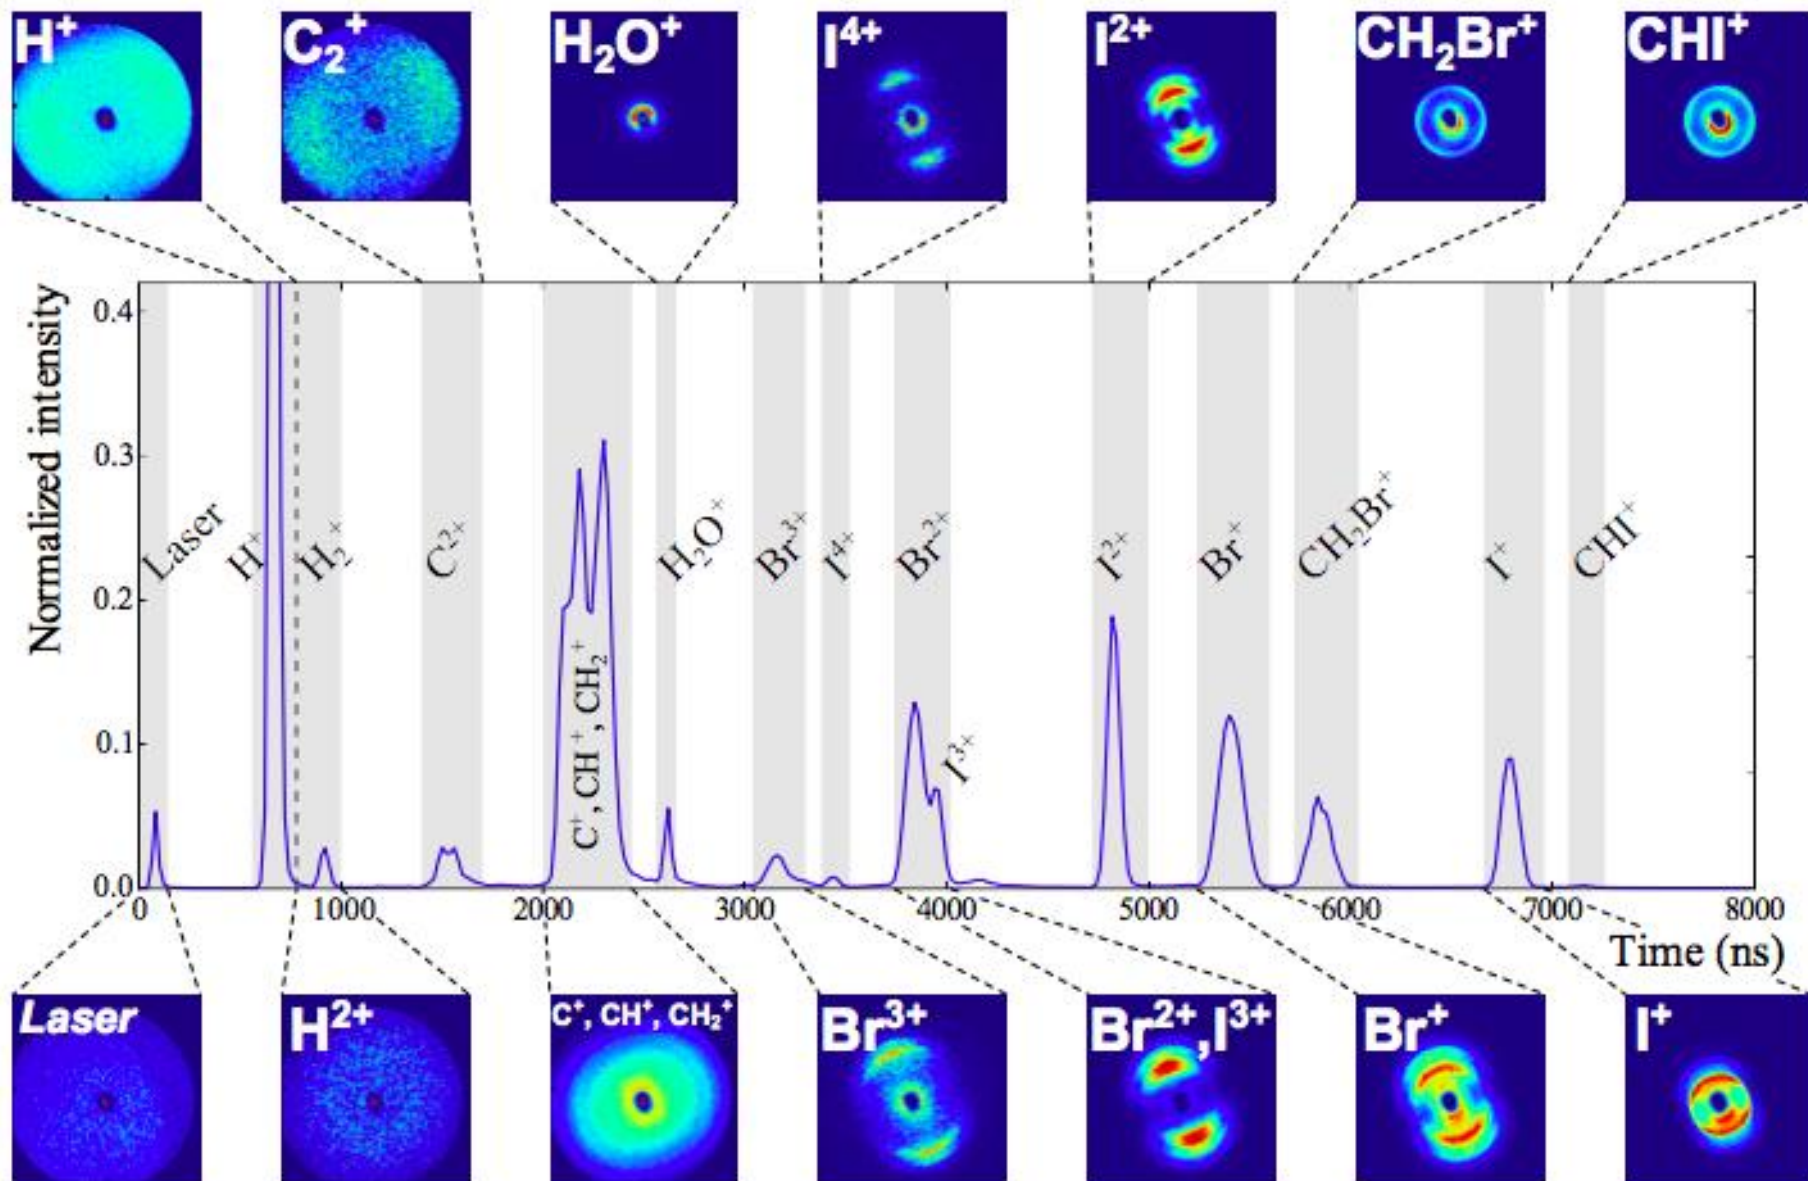 H⁺ C₂⁺ H₂O⁺ I⁴⁺ I²⁺ CH₂Br⁺ CHI⁺
Normalized intensity
0.4
0.3
0.2
0.1
0.0
Laser H⁺ H₂⁺ C²⁺ C⁺, CH⁺, CH₂⁺ H₂O⁺ Br³⁺ I⁴⁺ Br²⁺ I³⁺ I²⁺ Br⁺ CH₂Br⁺ I⁺ CHI⁺
0 1000 2000 3000 4000 5000 6000 7000 8000
Time (ns)
Laser H²⁺ C⁺, CH⁺, CH₂⁺ Br³⁺ Br²⁺,I³⁺ Br⁺ I⁺